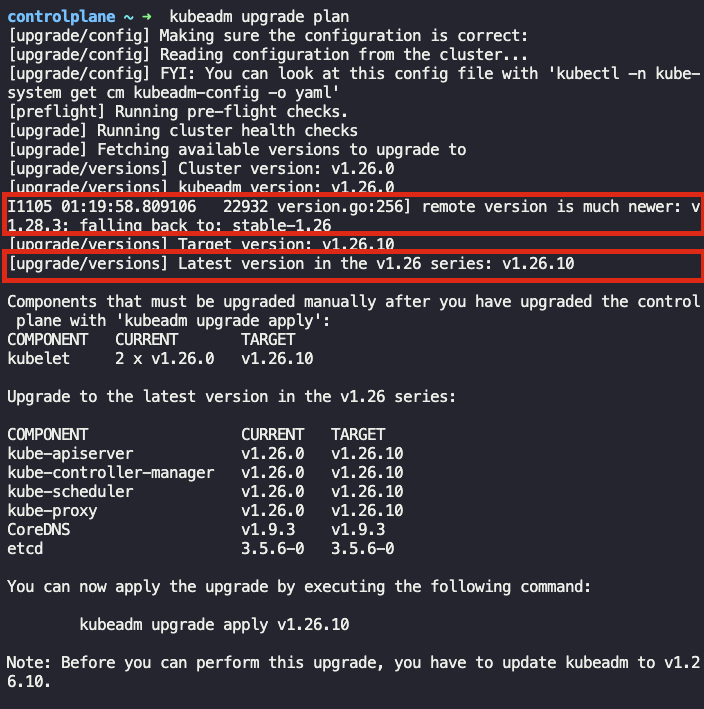 controlplane ~ ➜  kubeadm upgrade plan
[upgrade/config] Making sure the configuration is correct:
[upgrade/config] Reading configuration from the cluster...
[upgrade/config] FYI: You can look at this config file with 'kubectl -n kube-
system get cm kubeadm-config -o yaml'
[preflight] Running pre-flight checks.
[upgrade] Running cluster health checks
[upgrade] Fetching available versions to upgrade to
[upgrade/versions] Cluster version: v1.26.0
[upgrade/versions] kubeadm version: v1.26.0
I1105 01:19:58.809106   22932 version.go:256] remote version is much newer: v
1.28.3; falling back to: stable-1.26
[upgrade/versions] Target version: v1.26.10
[upgrade/versions] Latest version in the v1.26 series: v1.26.10
Components that must be upgraded manually after you have upgraded the control
 plane with 'kubeadm upgrade apply':
COMPONENT   CURRENT       TARGET
kubelet     2 x v1.26.0   v1.26.10
Upgrade to the latest version in the v1.26 series:
COMPONENT                 CURRENT   TARGET
kube-apiserver            v1.26.0   v1.26.10
kube-controller-manager   v1.26.0   v1.26.10
kube-scheduler            v1.26.0   v1.26.10
kube-proxy                v1.26.0   v1.26.10
CoreDNS                   v1.9.3    v1.9.3
etcd                      3.5.6-0   3.5.6-0
You can now apply the upgrade by executing the following command:
        kubeadm upgrade apply v1.26.10
Note: Before you can perform this upgrade, you have to update kubeadm to v1.2
6.10.